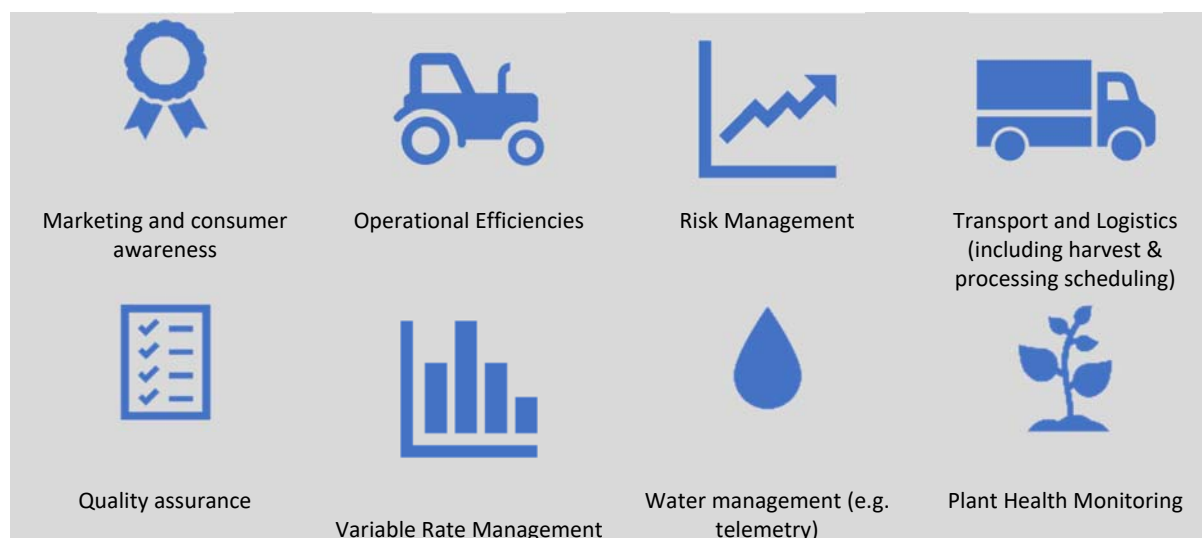 Marketing and consumer
awareness
Operational Efficiencies
Risk Management
Transport and Logistics
(including harvest &
processing scheduling)
Quality assurance
Variable Rate Management
Water management (e.g.
telemetry)
Plant Health Monitoring